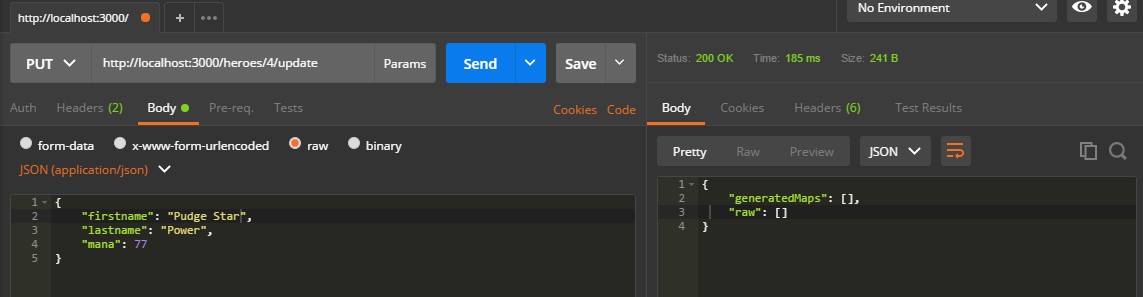 http://localhost:3000/
No Environment
PUT http://localhost:3000/heroes/4/update Params Send Save
Auth Headers (2) Body Pre-req. Tests Cookies Code
form-data x-www-form-urlencoded raw binary
JSON (application/json)
1 {
2 "firstname": "Pudge Star",
3 "lastname": "Power",
4 "mana": 77
5 }
Status: 200 OK Time: 185 ms Size: 241 B
Body Cookies Headers (6) Test Results
Pretty Raw Preview JSON
1 {
2 "generatedMaps": [],
3 "raw": []
4 }